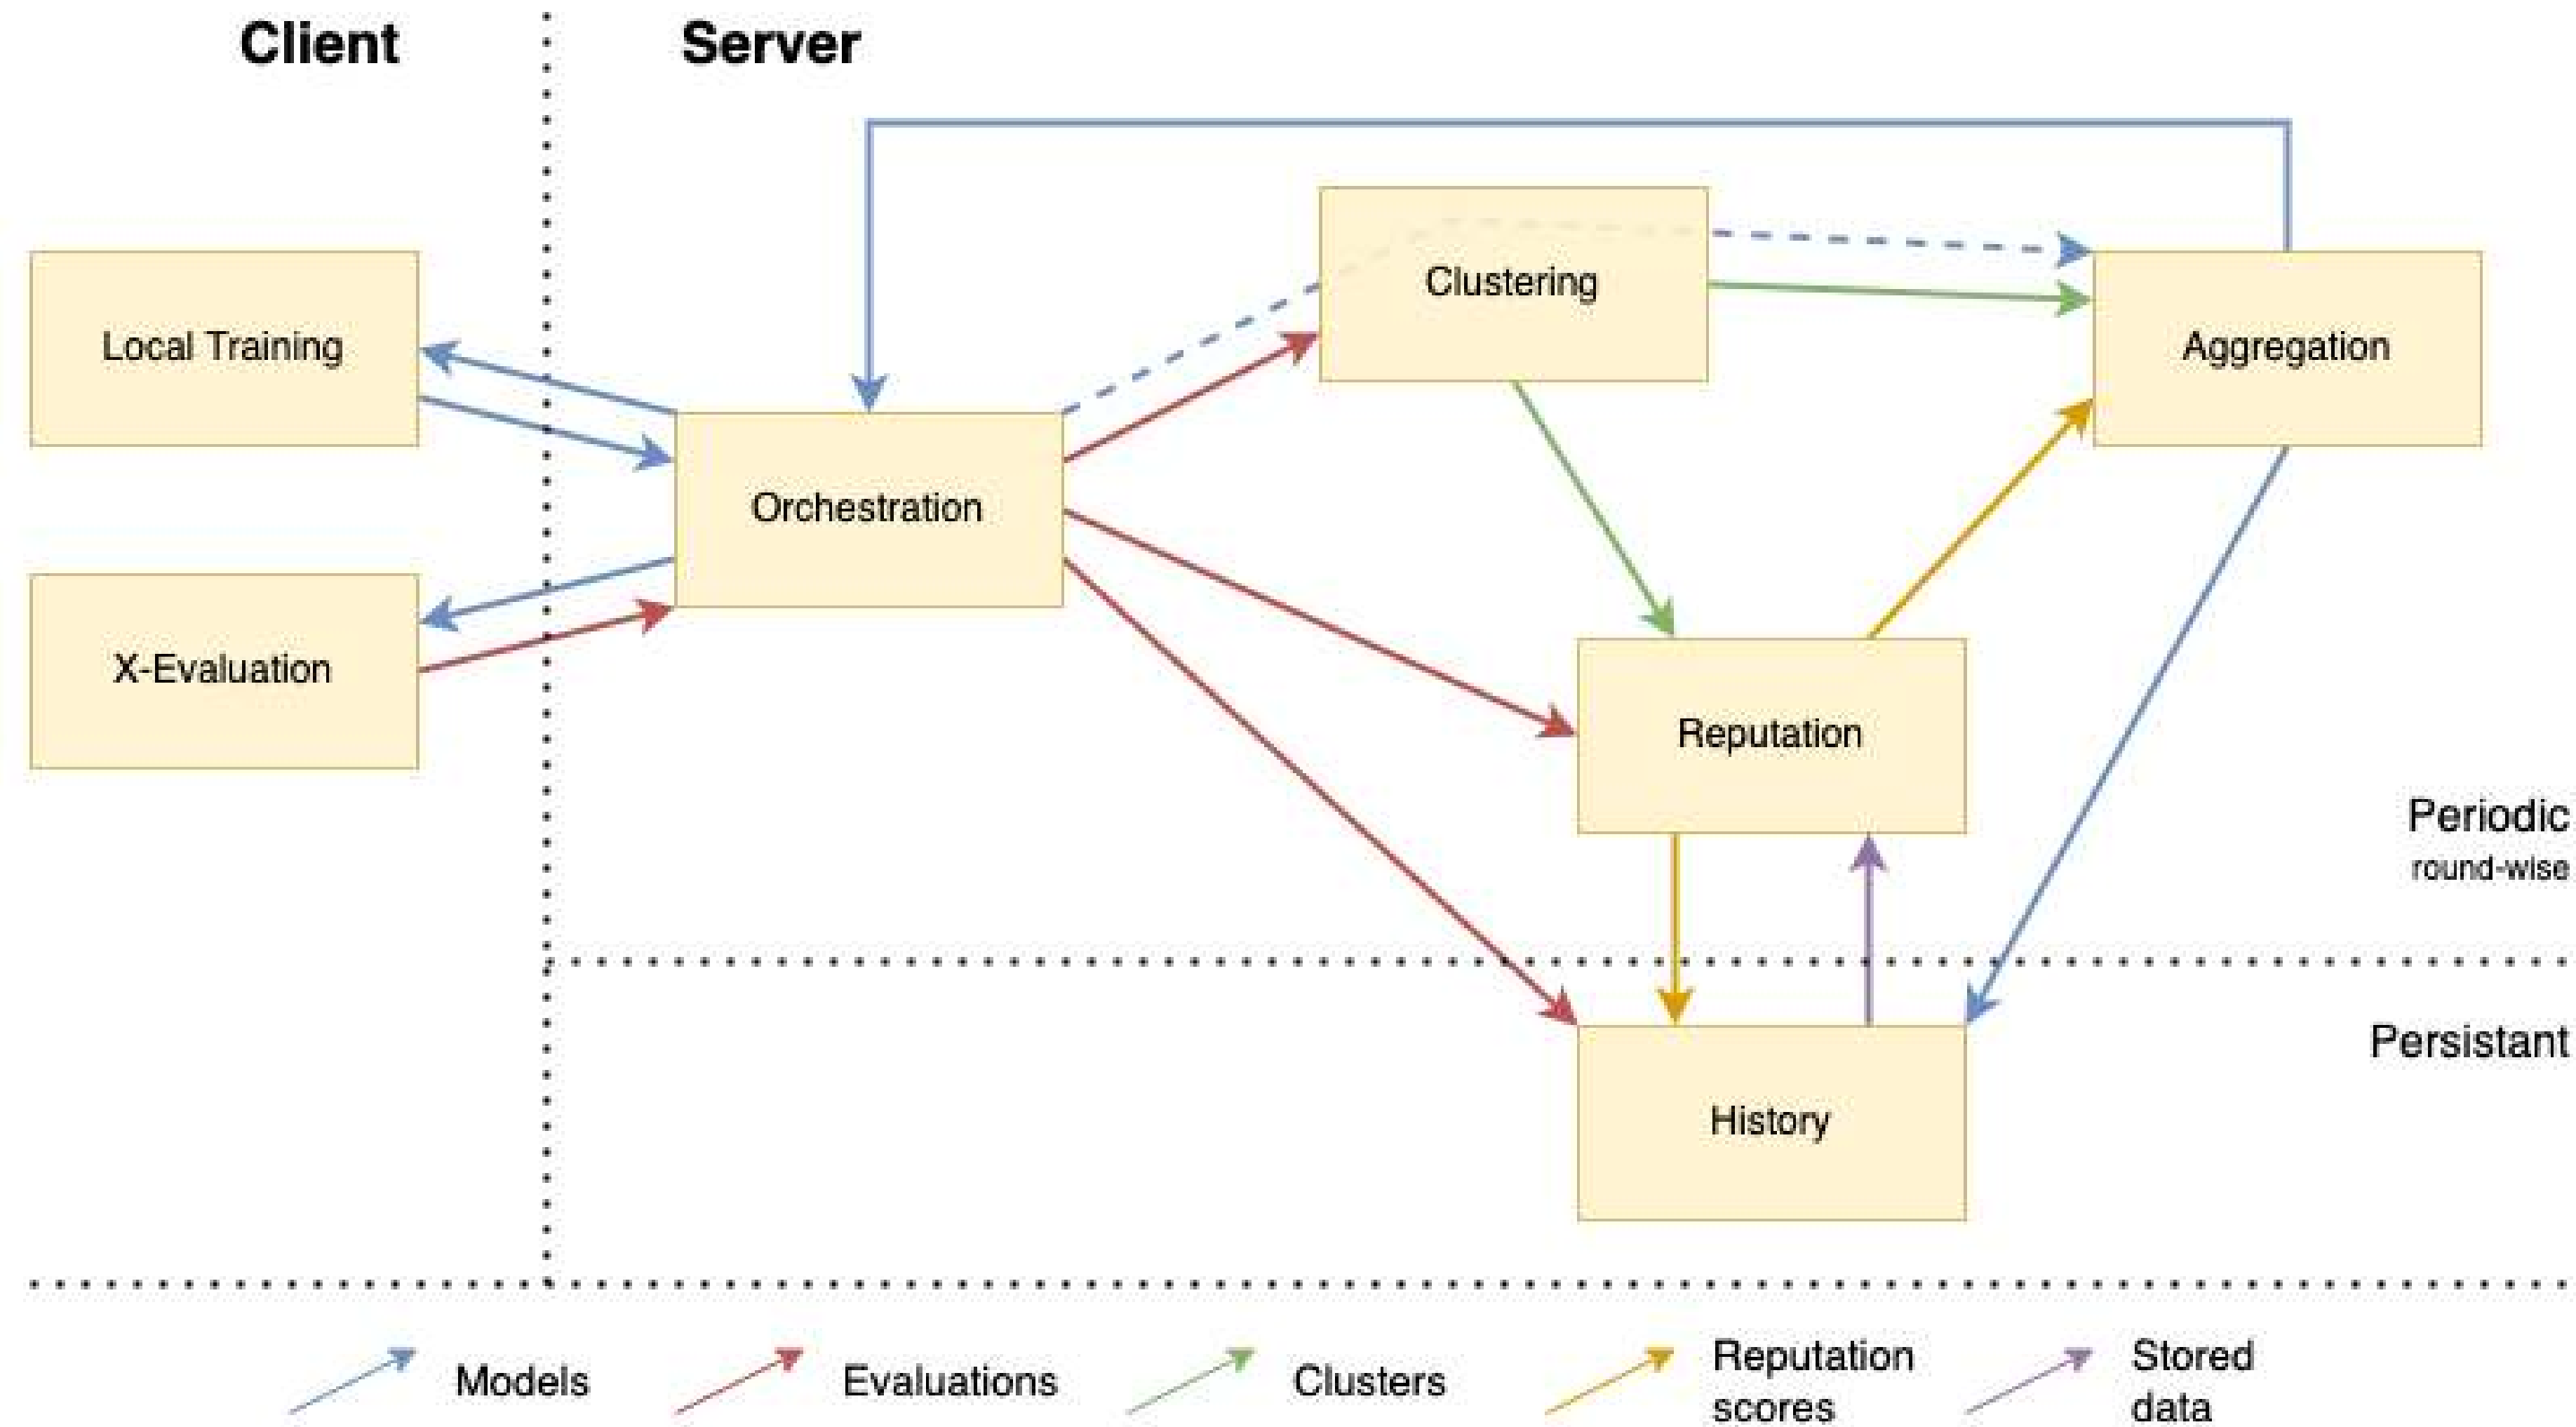 Client
Server
Local Training
Clustering
Aggregation
Orchestration
X-Evaluation
Reputation
Periodic
round-wise
Persistant
History
Models
Evaluations
Clusters
Reputation
scores
Stored
data